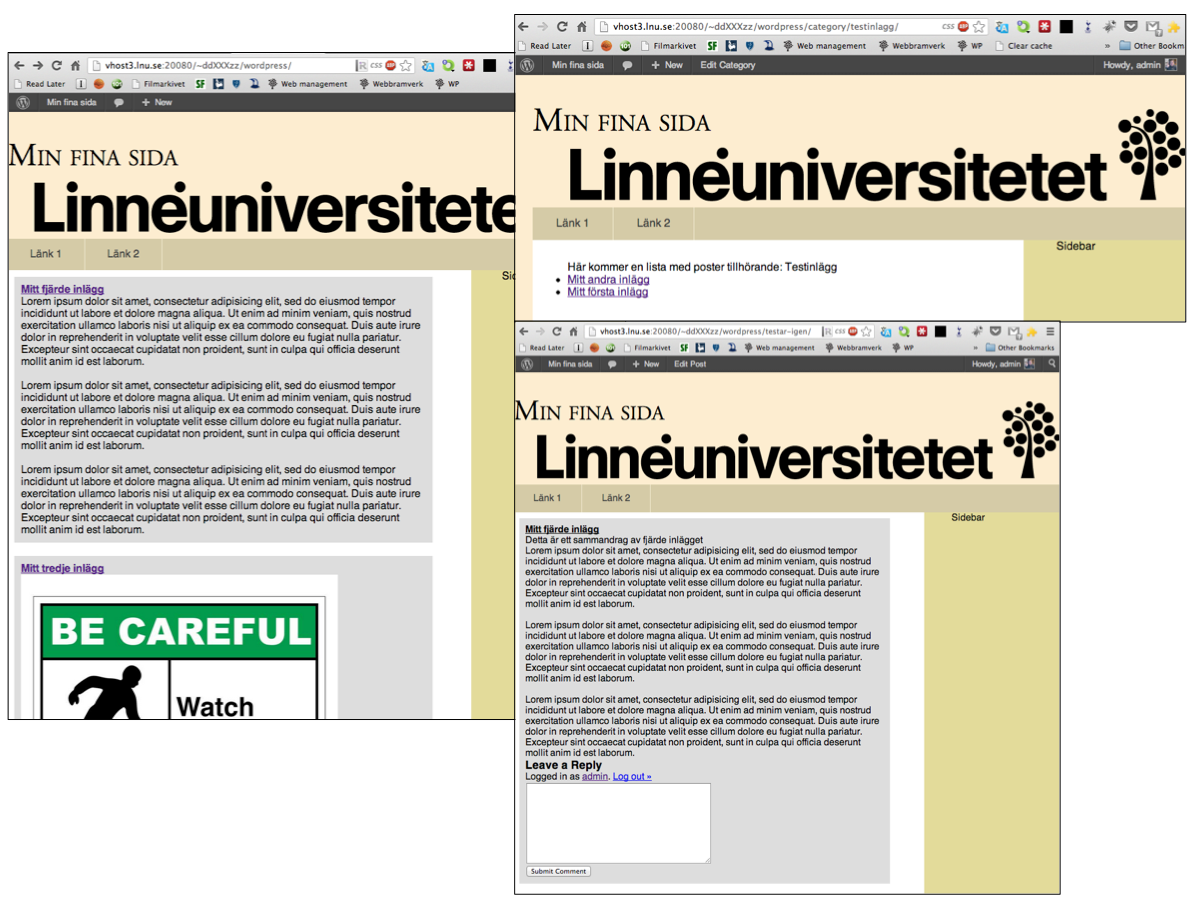 vhost3.lnu.se:20080/~ddXXXzz/wordpress/
CSS
Read Later
Filmarkivet
SF
Web management
Webbramverk
WP
Min fina sida
New
MIN FINA SIDA
Linnéuniversitete
Länk 1
Länk 2
Sid
Mitt fjärde inlägg
Lorem ipsum dolor sit amet, consectetur adipisicing elit, sed do eiusmod tempor
incididunt ut labore et dolore magna aliqua. Ut enim ad minim veniam, quis nostrud
exercitation ullamco laboris nisi ut aliquip ex ea commodo consequat. Duis aute irure
dolor in reprehenderit in voluptate velit esse cillum dolore eu fugiat nulla pariatur.
Excepteur sint occaecat cupidatat non proident, sunt in culpa qui officia deserunt
mollit anim id est laborum.
Lorem ipsum dolor sit amet, consectetur adipisicing elit, sed do eiusmod tempor
incididunt ut labore et dolore magna aliqua. Ut enim ad minim veniam, quis nostrud
exercitation ullamco laboris nisi ut aliquip ex ea commodo consequat. Duis aute irure
dolor in reprehenderit in voluptate velit esse cillum dolore eu fugiat nulla pariatur.
Excepteur sint occaecat cupidatat non proident, sunt in culpa qui officia deserunt
mollit anim id est laborum.
Lorem ipsum dolor sit amet, consectetur adipisicing elit, sed do eiusmod tempor
incididunt ut labore et dolore magna aliqua. Ut enim ad minim veniam, quis nostrud
exercitation ullamco laboris nisi ut aliquip ex ea commodo consequat. Duis aute irure
dolor in reprehenderit in voluptate velit esse cillum dolore eu fugiat nulla pariatur.
Excepteur sint occaecat cupidatat non proident, sunt in culpa qui officia deserunt
mollit anim id est laborum.
Mitt tredje inlägg
BE CAREFUL
Watch
vhost3.lnu.se:20080/~ddXXXzz/wordpress/category/testinlagg/
CSS
Read Later
Filmarkivet
SF
Web management
Webbramverk
WP
Clear cache
» Other Bookm
Min fina sida
+ New
Edit Category
Howdy, admin
MIN FINA SIDA
Linnéuniversitetet
Länk 1
Länk 2
Sidebar
Här kommer en lista med poster tillhörande: Testinlägg
• Mitt andra inlägg
• Mitt första inlägg
vhost3.lnu.se:20080/~ddXXXzz/wordpress/testar-igen/
CSS
Read Later
Filmarkivet
SF
Web management
Webbramverk
WP
» Other Bookmarks
Min fina sida
+ New
Edit Post
Howdy, admin
MIN FINA SIDA
Linnéuniversitetet
Länk 1
Länk 2
Sidebar
Mitt fjärde inlägg
Detta är ett sammandrag av fjärde inlägget
Lorem ipsum dolor sit amet, consectetur adipisicing elit, sed do eiusmod tempor
incididunt ut labore et dolore magna aliqua. Ut enim ad minim veniam, quis nostrud
exercitation ullamco laboris nisi ut aliquip ex ea commodo consequat. Duis aute irure
dolor in reprehenderit in voluptate velit esse cillum dolore eu fugiat nulla pariatur.
Excepteur sint occaecat cupidatat non proident, sunt in culpa qui officia deserunt
mollit anim id est laborum.
Lorem ipsum dolor sit amet, consectetur adipisicing elit, sed do eiusmod tempor
incididunt ut labore et dolore magna aliqua. Ut enim ad minim veniam, quis nostrud
exercitation ullamco laboris nisi ut aliquip ex ea commodo consequat. Duis aute irure
dolor in reprehenderit in voluptate velit esse cillum dolore eu fugiat nulla pariatur.
Excepteur sint occaecat cupidatat non proident, sunt in culpa qui officia deserunt
mollit anim id est laborum.
Lorem ipsum dolor sit amet, consectetur adipisicing elit, sed do eiusmod tempor
incididunt ut labore et dolore magna aliqua. Ut enim ad minim veniam, quis nostrud
exercitation ullamco laboris nisi ut aliquip ex ea commodo consequat. Duis aute irure
dolor in reprehenderit in voluptate velit esse cillum dolore eu fugiat nulla pariatur.
Excepteur sint occaecat cupidatat non proident, sunt in culpa qui officia deserunt
mollit anim id est laborum.
Leave a Reply
Logged in as admin. Log out »
Submit Comment